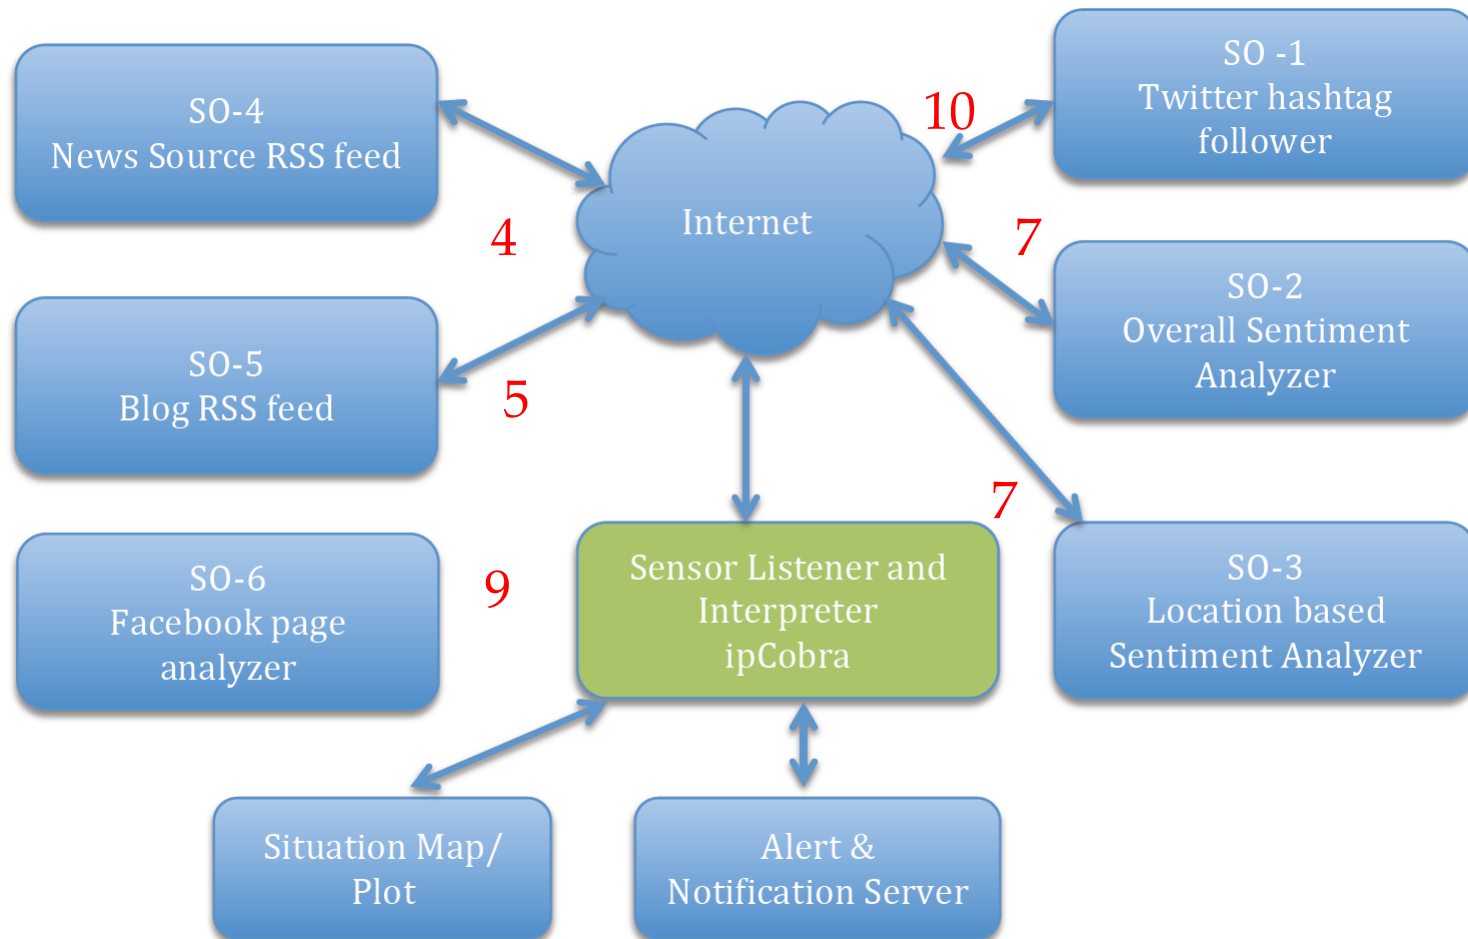 SO-4
News Source RSS feed
10
SO -1
Twitter hashtag
follower
Internet
4
7
SO-2
Overall Sentiment
Analyzer
SO-5
Blog RSS feed
5
7
SO-6
Facebook page
analyzer
9
Sensor Listener and
Interpreter
ipCobra
SO-3
Location based
Sentiment Analyzer
Situation Map/
Plot
Alert &
Notification Server